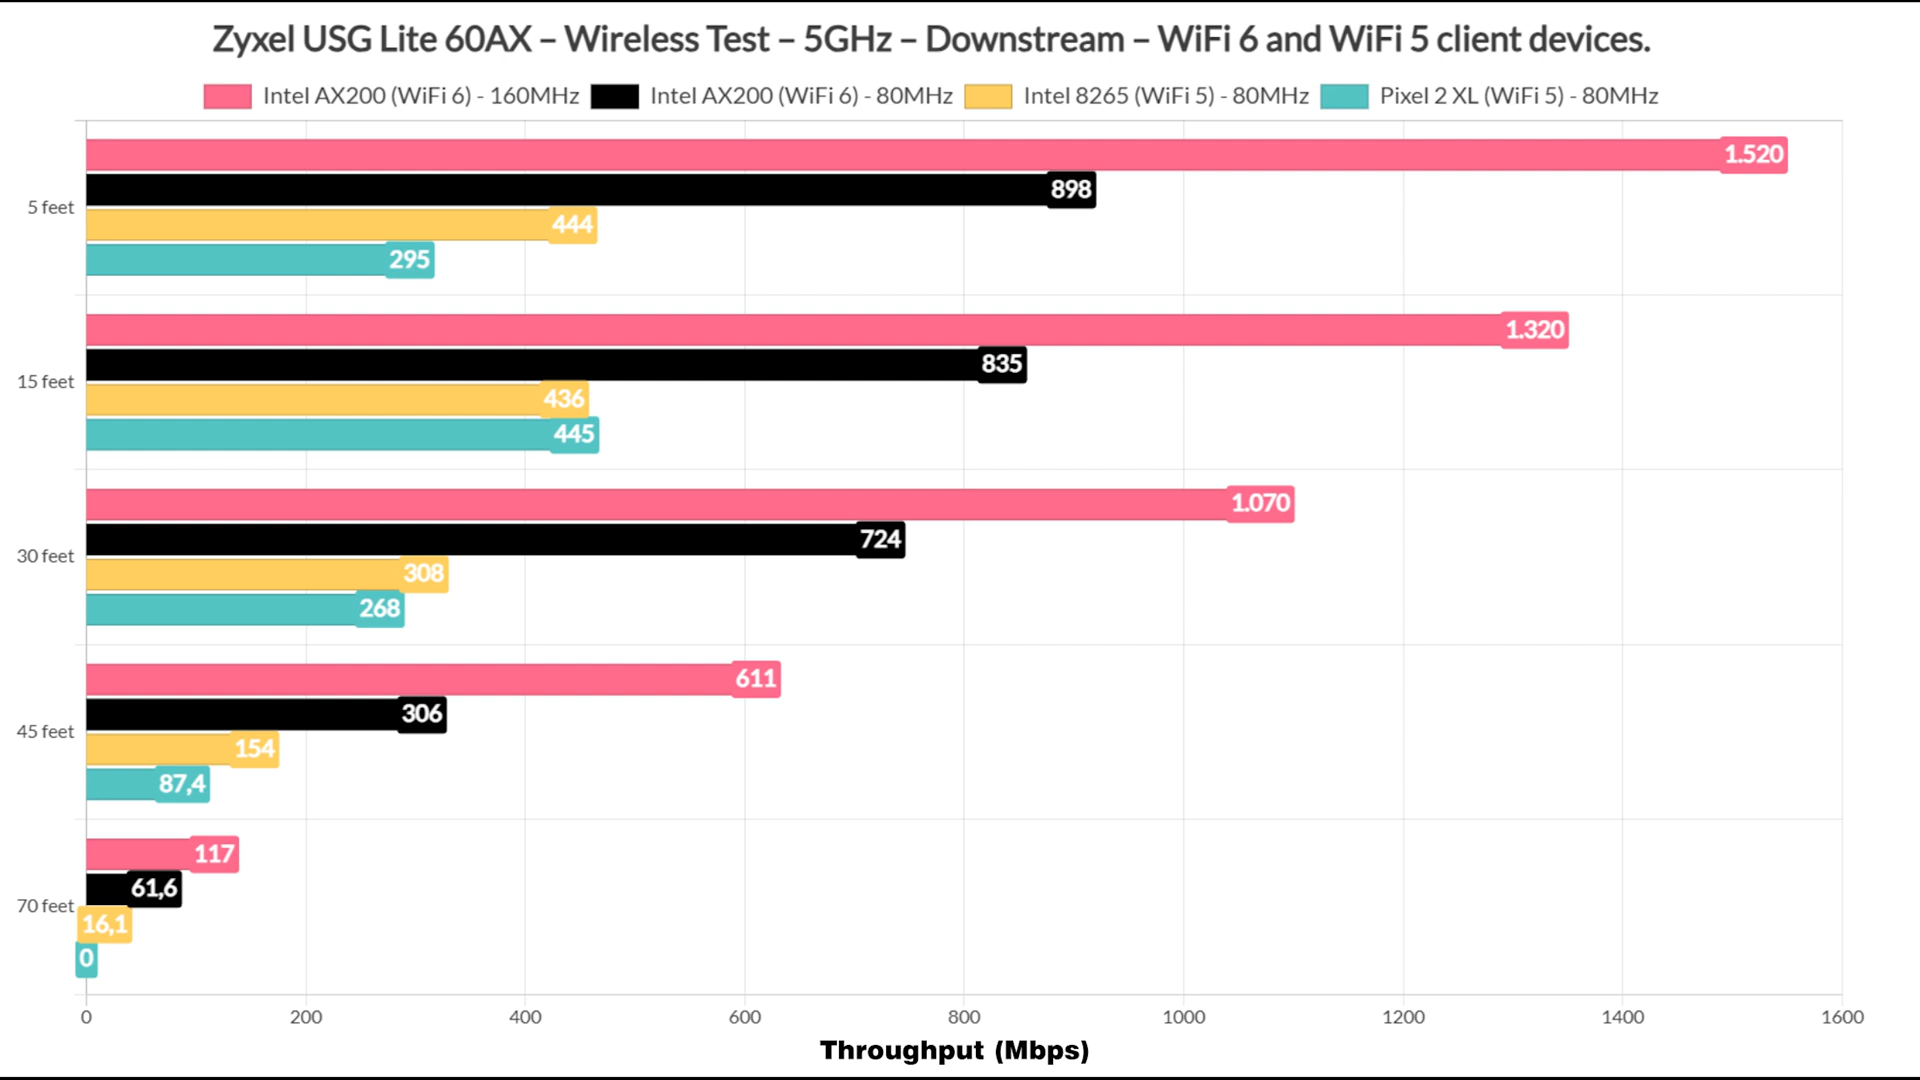 Zyxel USG Lite 60AX – Wireless Test – 5GHz – Downstream – WiFi 6 and WiFi 5 client devices.
Intel AX200 (WiFi 6) - 160MHz Intel AX200 (WiFi 6) - 80MHz Intel 8265 (WiFi 5) - 80MHz Pixel 2 XL (WiFi 5) - 80MHz
1.520
898
5 feet
444
295
1.320
835
15 feet
436
445
1.070
724
30 feet
308
268
611
306
45 feet
154
87,4
117
61,6
70 feet
16,1
0
0 200 400 600 800 1000 1200 1400 1600
Throughput (Mbps)